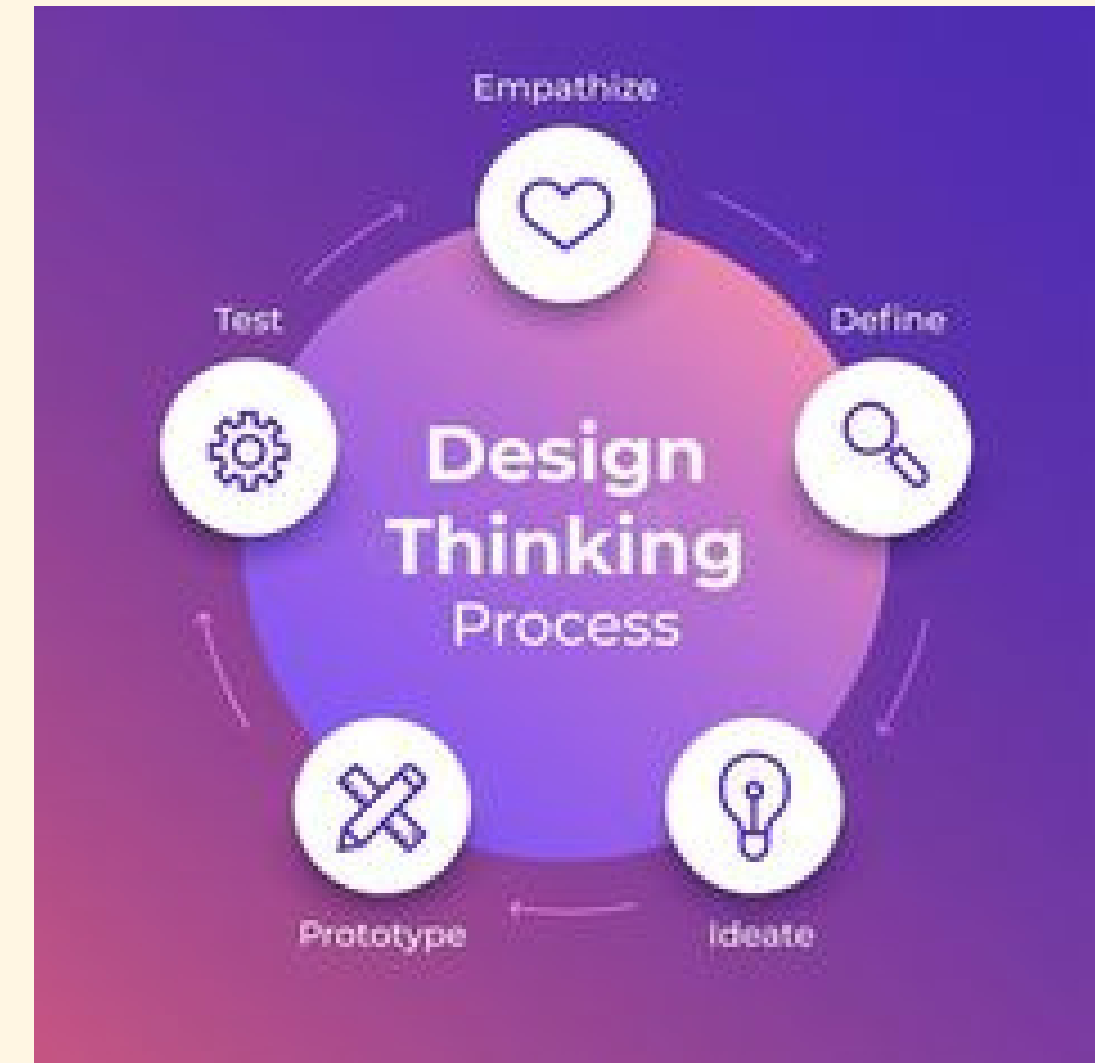 Empathize
Test
Define
Design
Thinking
Process
Prototype
Ideate